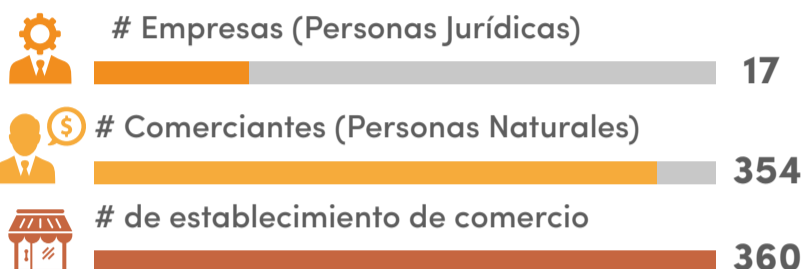 # Empresas (Personas Jurídicas)
17
$
# Comerciantes (Personas Naturales)
354
# de establecimiento de comercio
360